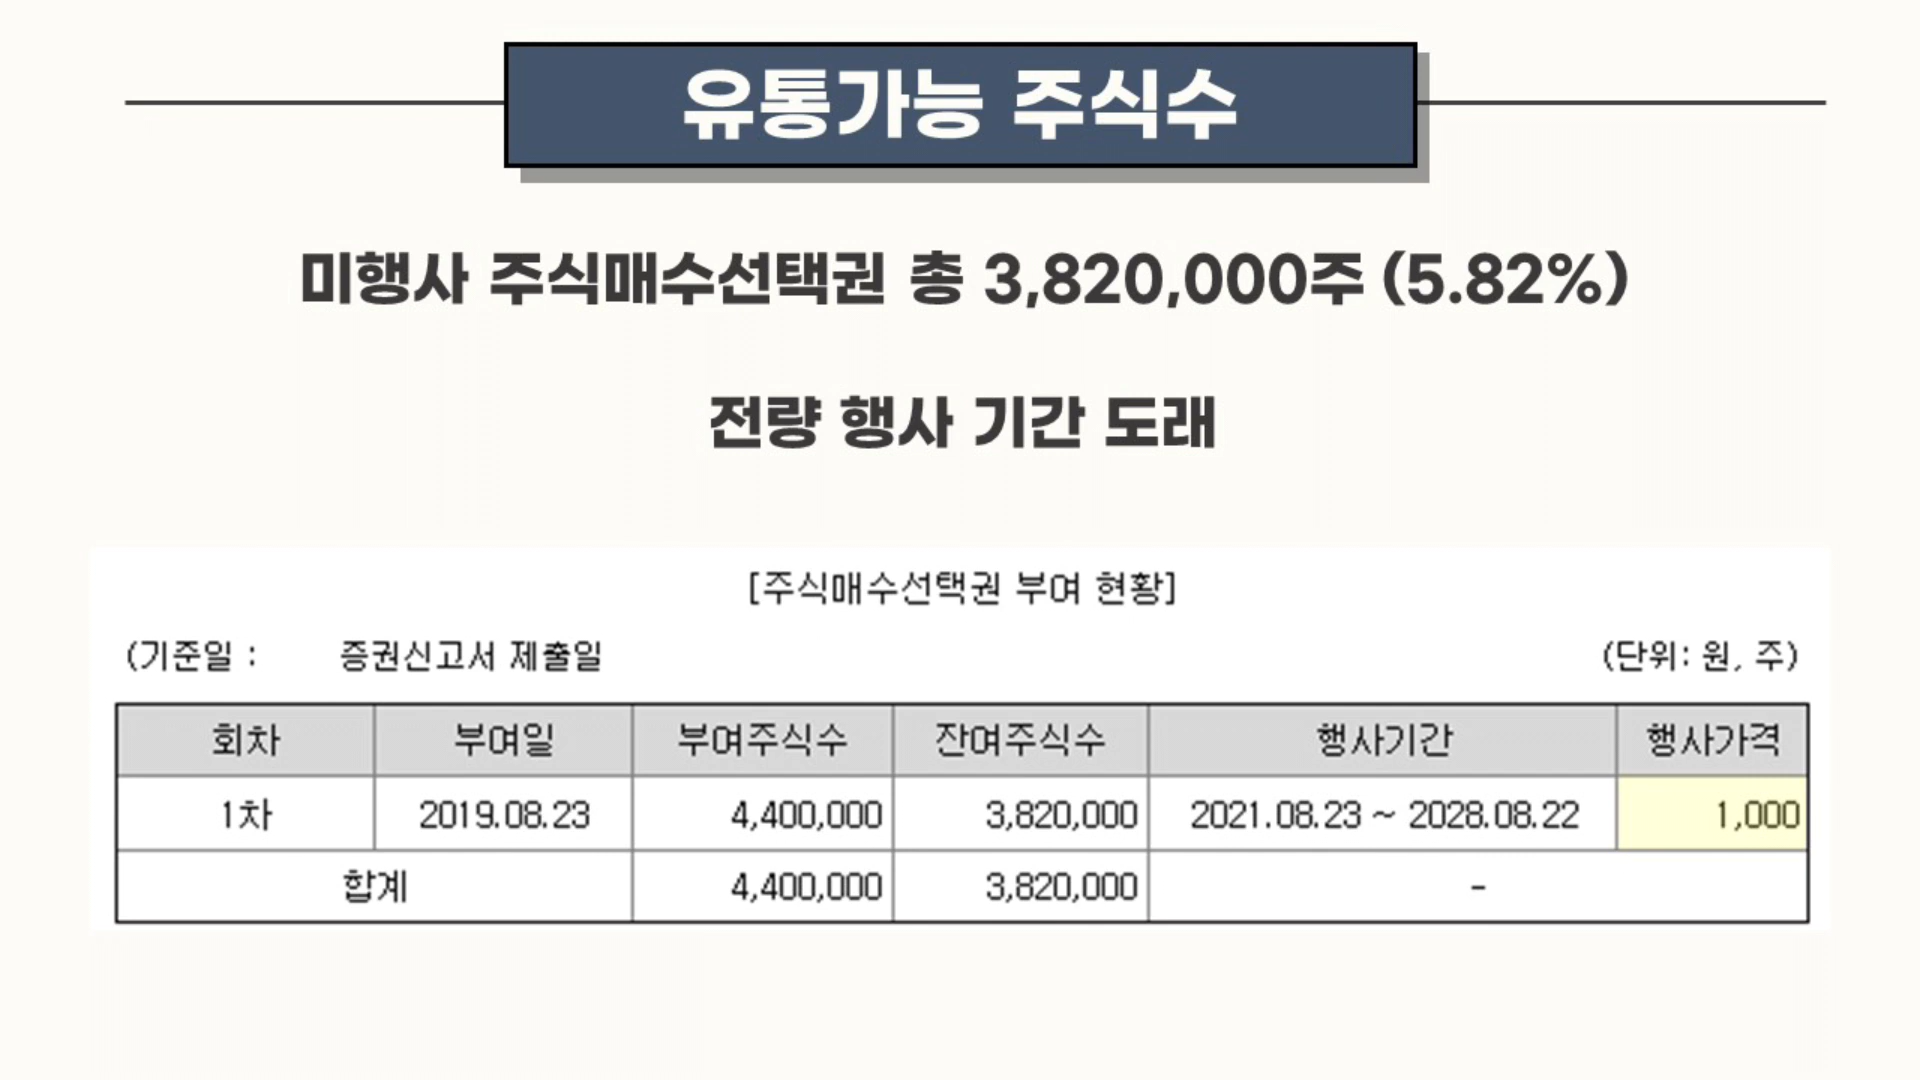 유통가능 주식수
미행사 주식매수선택권 총 3,820,000주 (5.82%)
전량 행사 기간 도래
[주식매수선택권 부여 현황]
(기준일 : 증권신고서 제출일 (단위: 원, 주)
회차 부여일 부여주식수 잔여주식수 행사기간 행사가격
1차 2019.08.23 4,400,000 3,820,000 2021.08.23 ~ 2028.08.22 1,000
합계 4,400,000 3,820,000 -